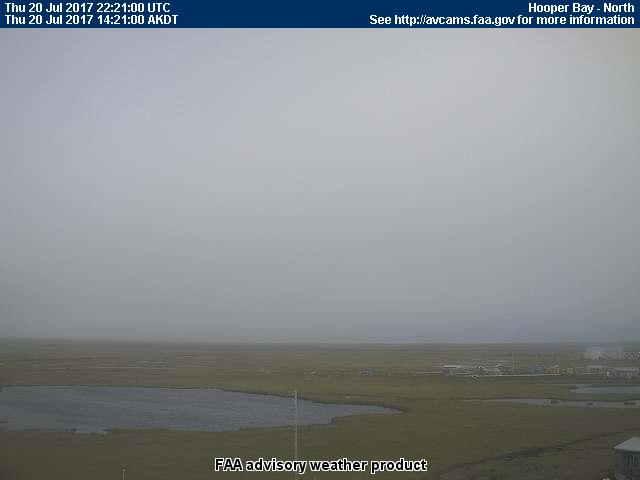 Thu 20 Jul 2017 22:21:00 UTC
Hooper Bay - North
Thu 20 Jul 2017 14:21:00 AKDT
See http://avcams.faa.gov for more information
FAA advisory weather product